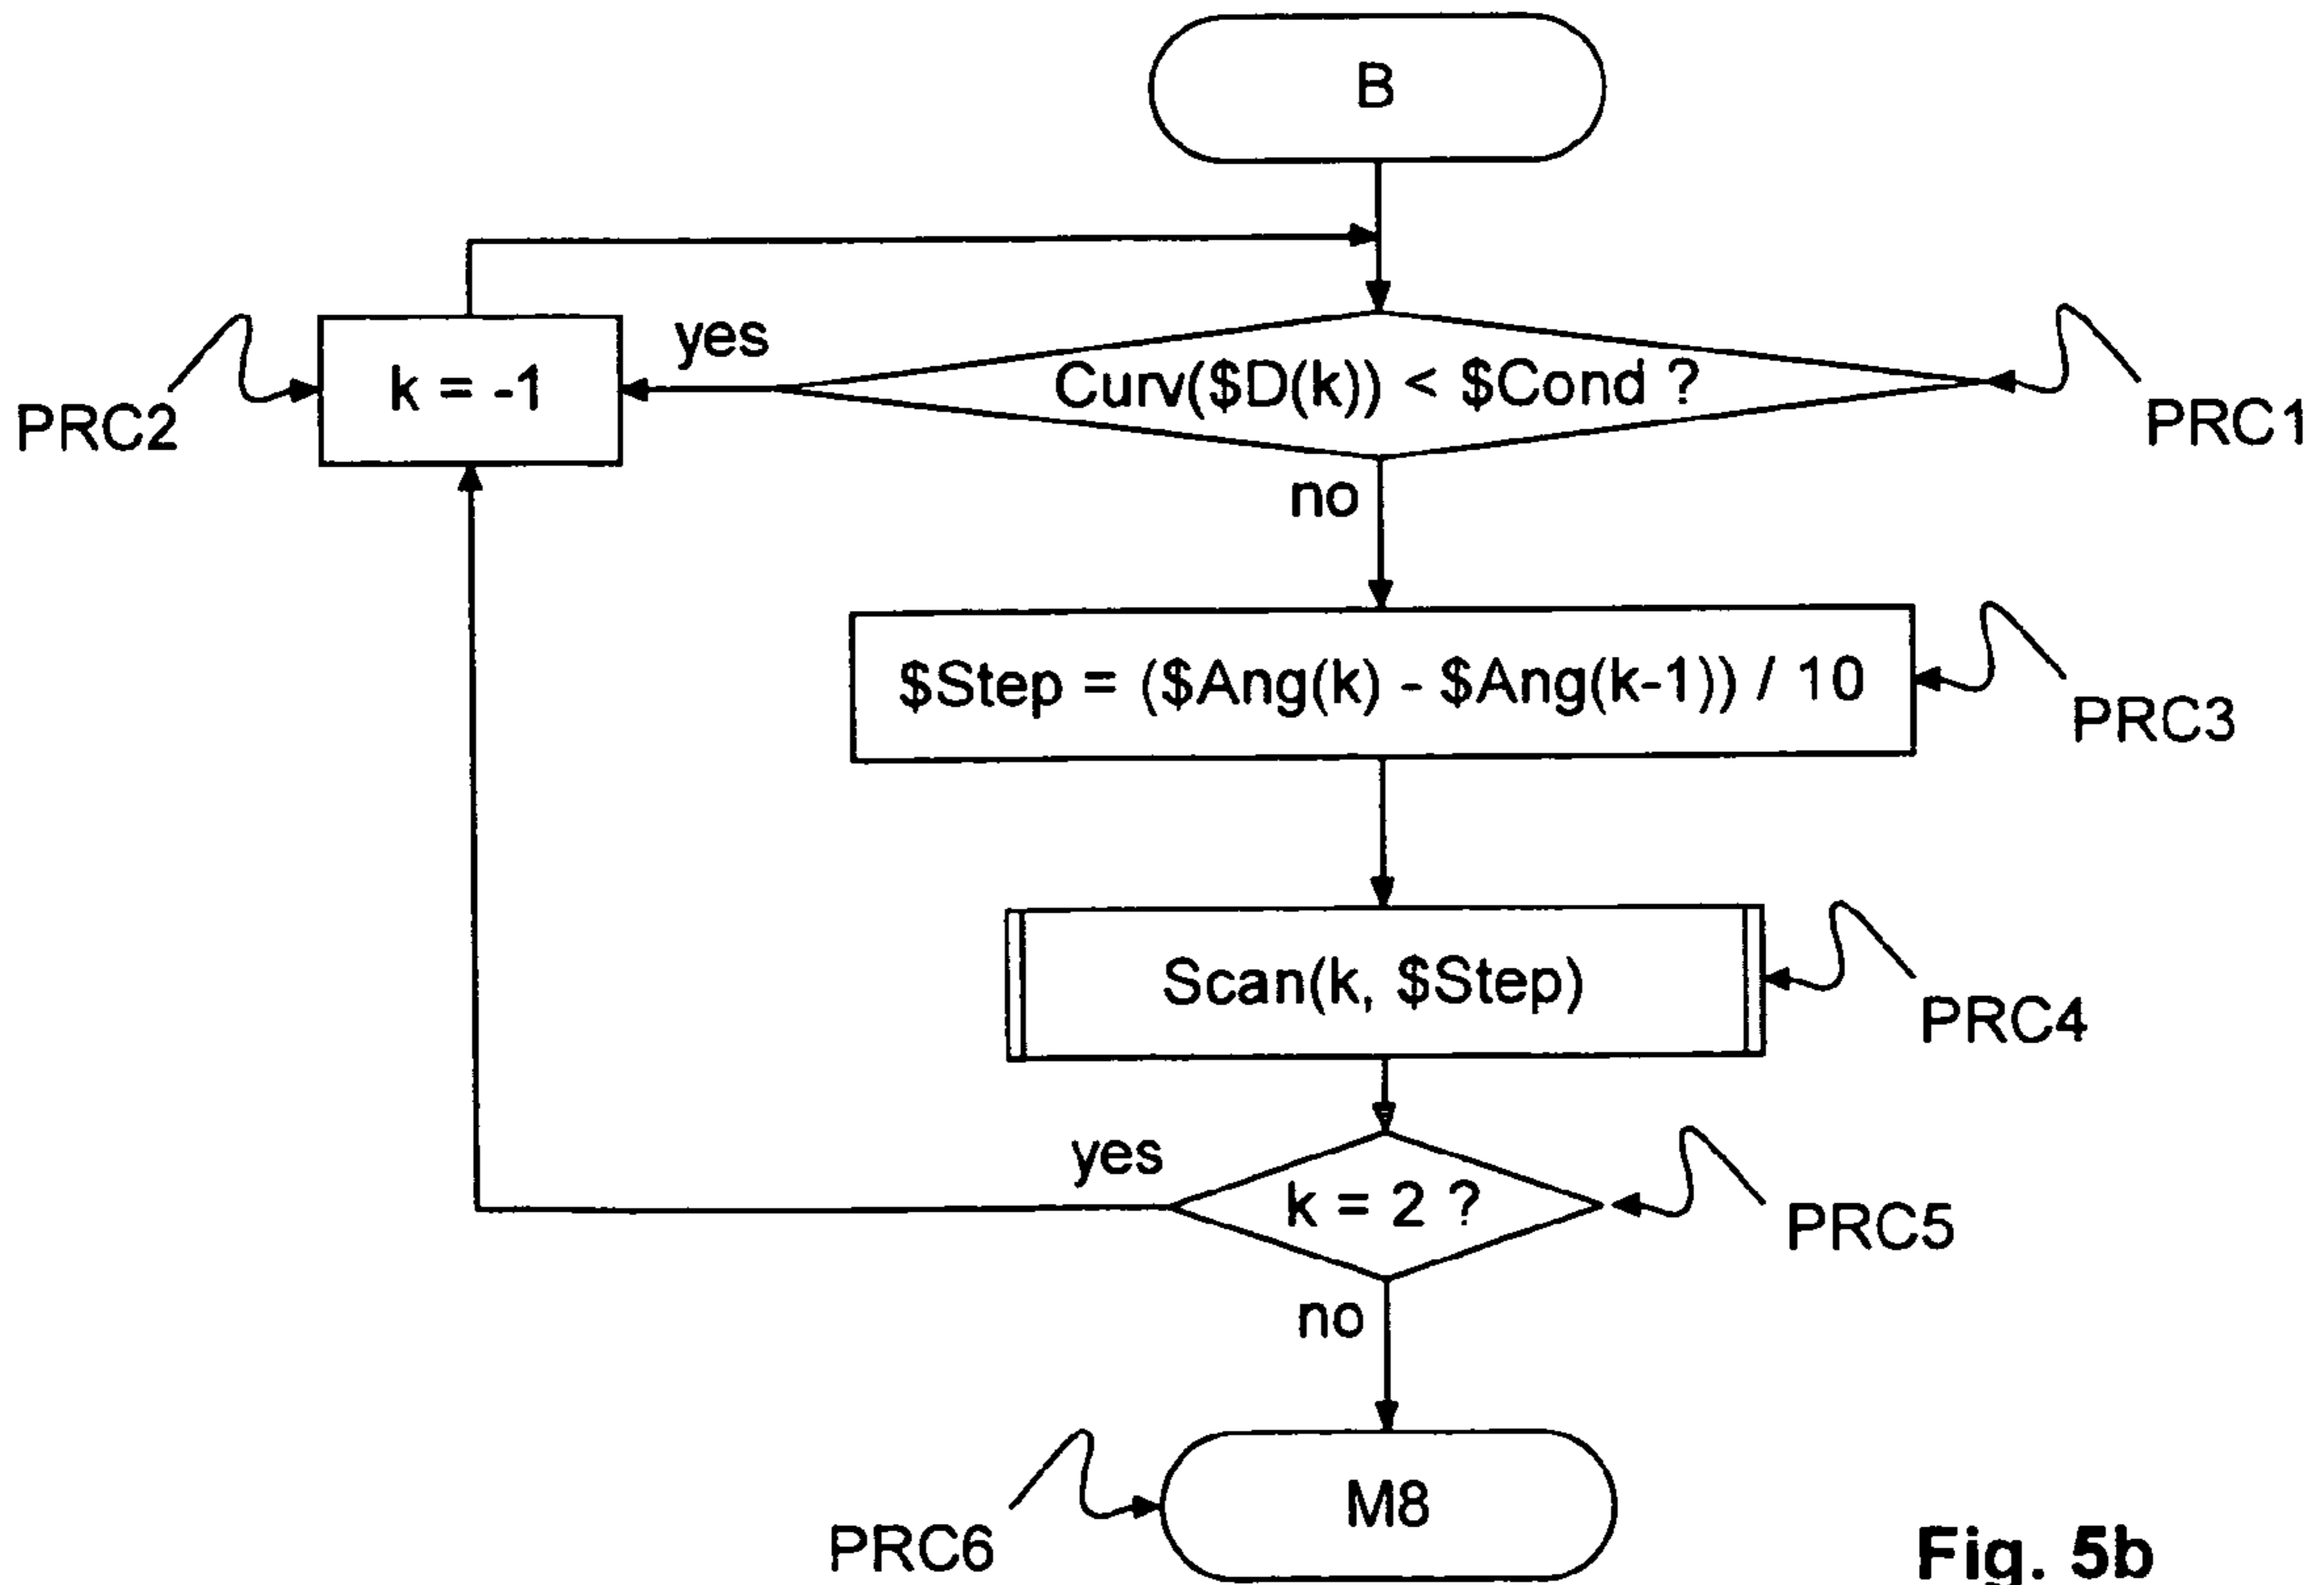 B
yes
k = -1
Curv($D(k)) < $Cond ?
PRC2
PRC1
no
$Step = ($Ang(k) - $Ang(k-1)) / 10
PRC3
Scan(k, $Step)
PRC4
yes
k = 2 ?
PRC5
no
M8
PRC6
Fig. 5b